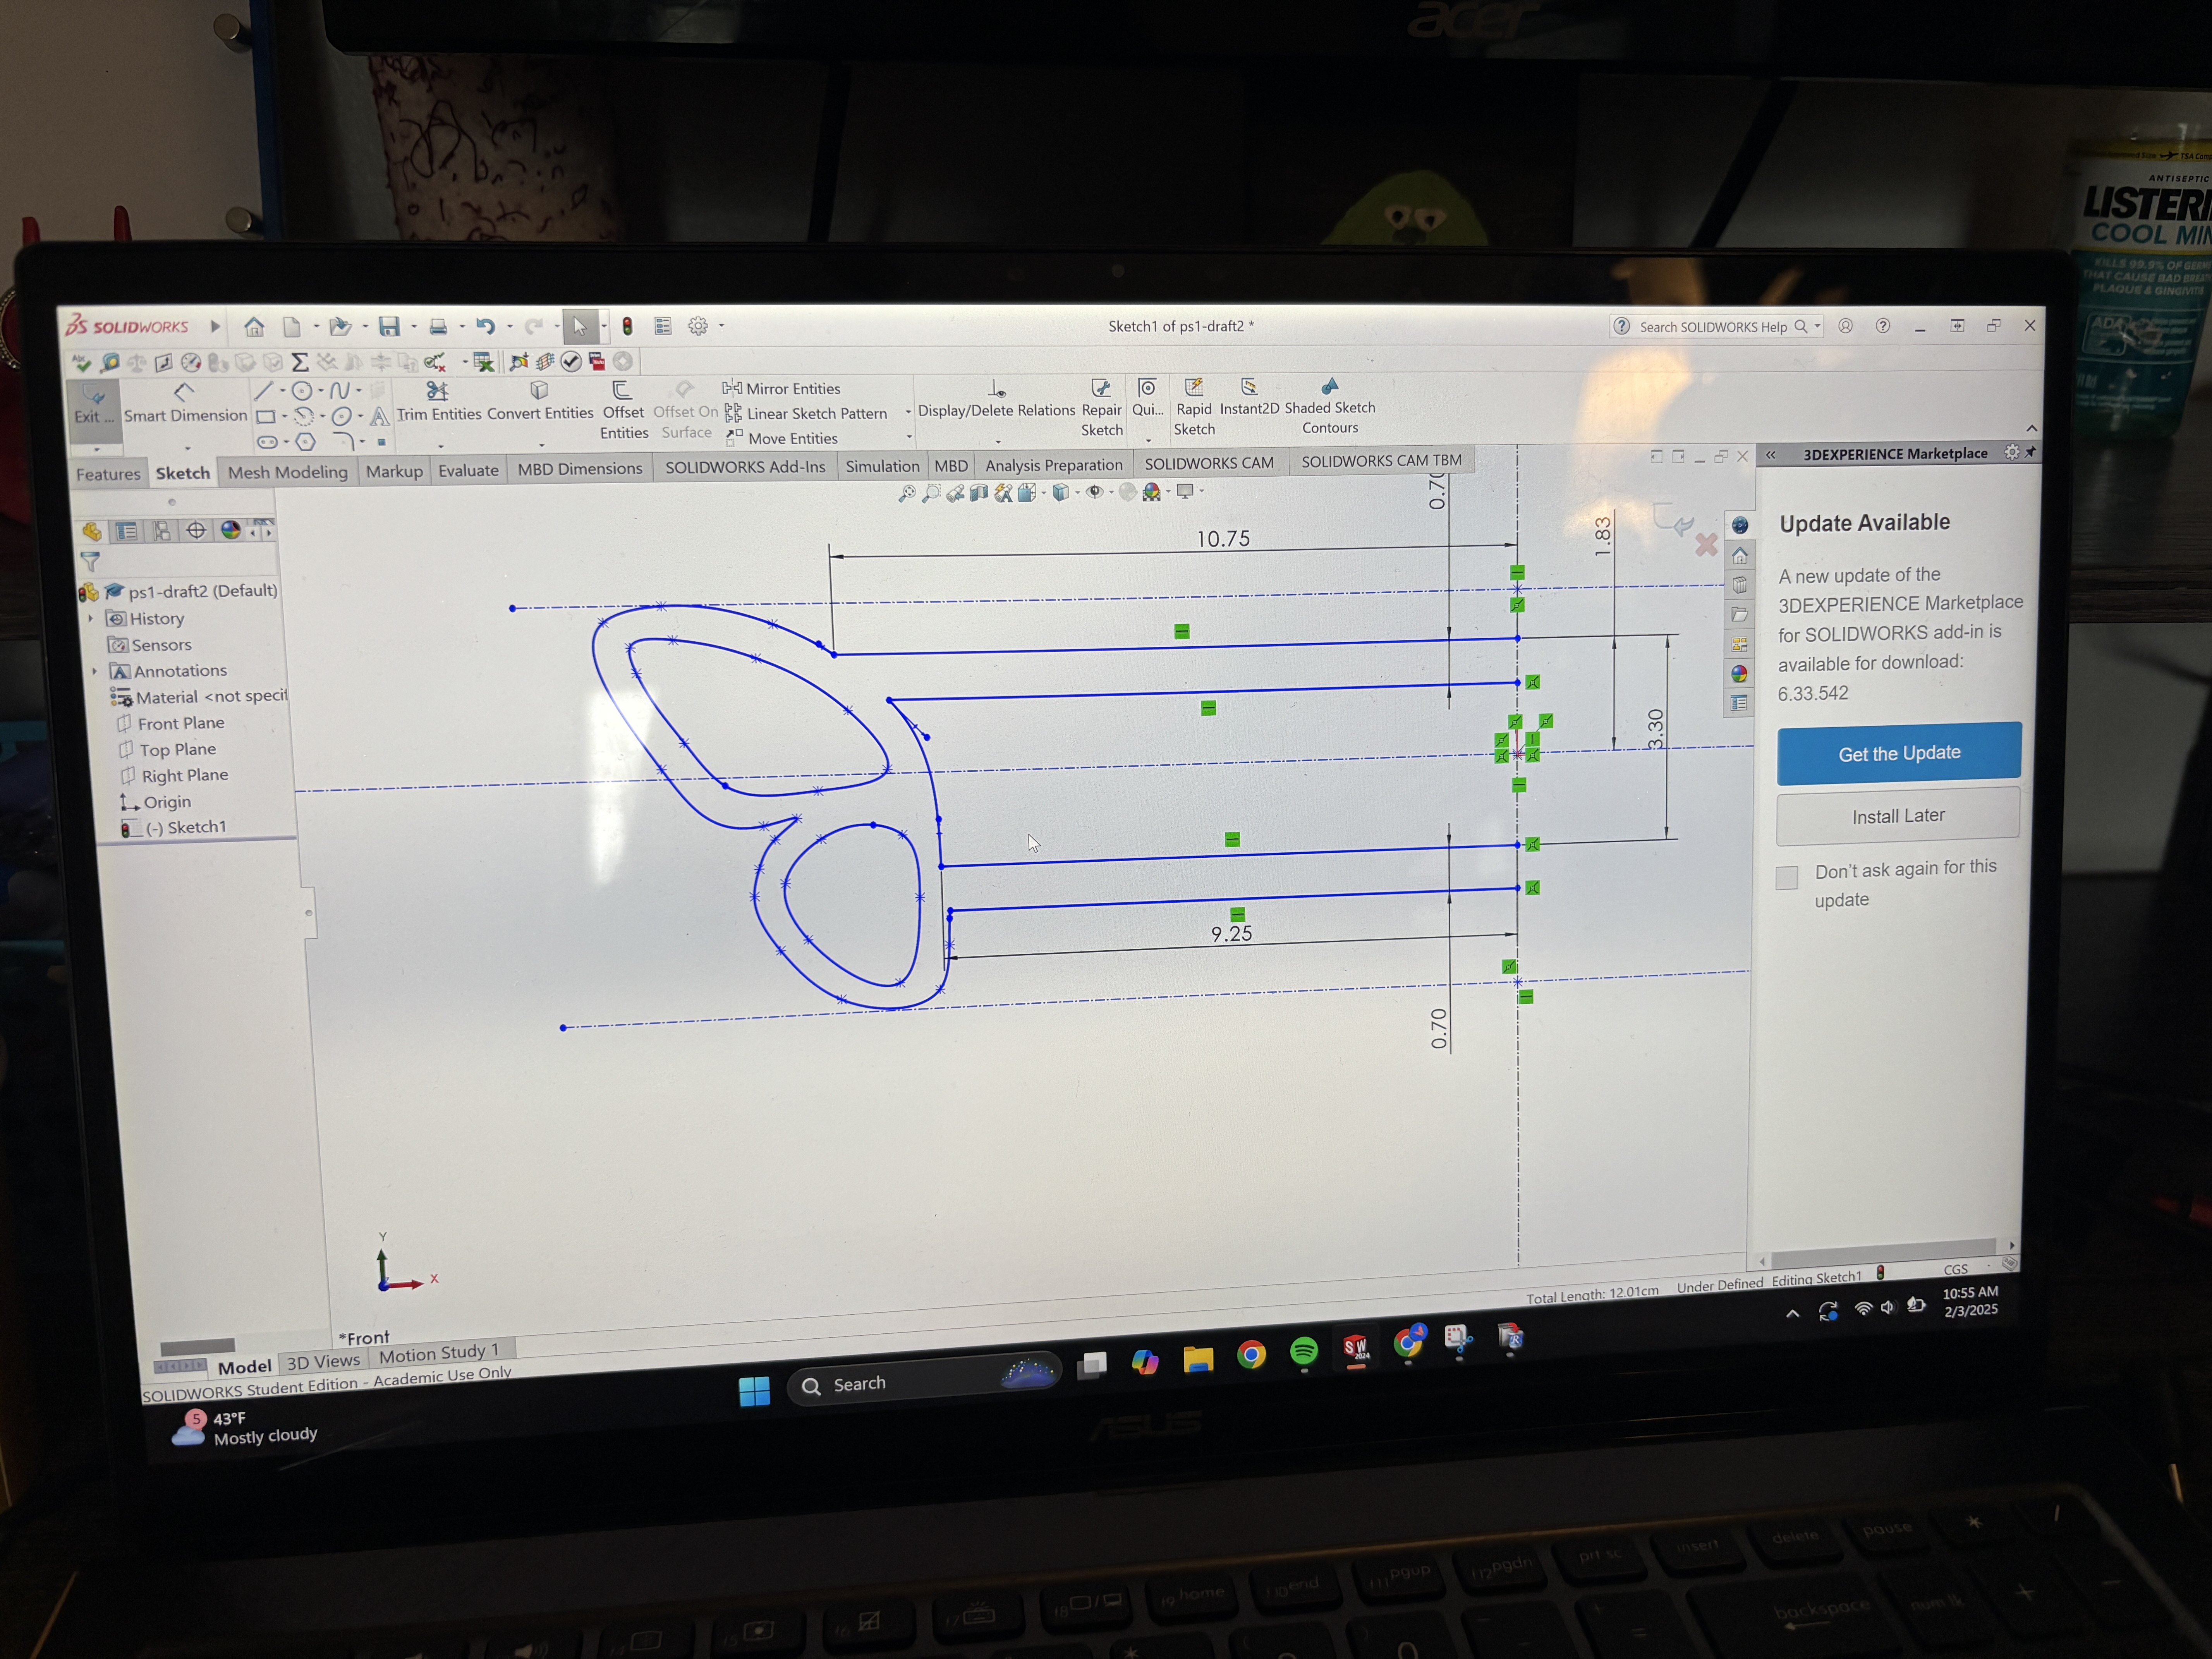 acer
ANTISEPTIC
COOL MIN
KILLS 99.9% OF GERMS
THAT CAUSE BAD BREATH
PLAQUE & GINGIVITIS
ADA
SOLIDWORKS
Sketch1 of ps1-draft2 *
Search SOLIDWORKS Help
Exit ...
Smart Dimension
Trim Entities
Convert Entities
Offset Entities
Offset On Surface
Mirror Entities
Linear Sketch Pattern
Move Entities
Display/Delete Relations
Repair Sketch
Qui...
Rapid Sketch
Instant2D
Shaded Sketch Contours
Features
Sketch
Mesh Modeling
Markup
Evaluate
MBD Dimensions
SOLIDWORKS Add-Ins
Simulation
MBD
Analysis Preparation
SOLIDWORKS CAM
SOLIDWORKS CAM TBM
ps1-draft2 (Default)
History
Sensors
Annotations
Material <not specif
Front Plane
Top Plane
Right Plane
Origin
(-) Sketch1
10.75
0.70
1.83
3.30
9.25
0.70
Y
X
*Front
3DEXPERIENCE Marketplace
Update Available
A new update of the
3DEXPERIENCE Marketplace
for SOLIDWORKS add-in is
available for download:
6.33.542
Get the Update
Install Later
Don't ask again for this
update
Model
3D Views
Motion Study 1
SOLIDWORKS Student Edition - Academic Use Only
Total Length: 12.01cm
Under Defined
Editing Sketch1
CGS
5
43°F
Mostly cloudy
Search
SW
2024
10:55 AM
2/3/2025
ASUS
home
end
pgup
pgdn
prt sc
insert
delete
pause
backspace
num lk